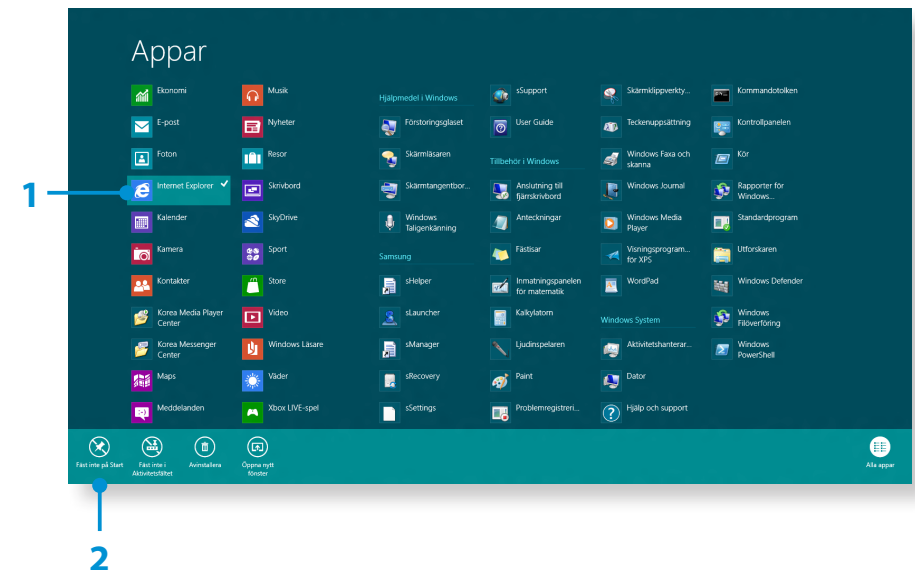 Appar
Ekonomi
E-post
Foton
Internet Explorer
Kalender
Kamera
Kontakter
Korea Media Player
Center
Korea Messenger
Center
Maps
Meddelanden
Musik
Nyheter
Resor
Skrivbord
SkyDrive
Sport
Store
Video
Windows Läsare
Väder
Xbox LIVE-spel
Hjälpmedel i Windows
Förstoringsglaset
Skärmläsaren
Skärmtangentbor...
Windows
Taligenkänning
Samsung
sHelper
sLauncher
sManager
sRecovery
sSettings
sSupport
User Guide
Tillbehör i Windows
Anslutning till
fjärrskrivbord
Anteckningar
Fästisar
Inmatningspanelen
för matematik
Kalkylatorn
Ljudinspelaren
Paint
Problemregistreri...
Skärmklippverkty...
Teckenuppsättning
Windows Faxa och
skanna
Windows Journal
Windows Media
Player
Visningsprogram...
för XPS
WordPad
Windows System
Aktivitetshanterar...
Dator
Hjälp och support
Kommandotolken
Kontrollpanelen
Kör
Rapporter för
Windows...
Standardprogram
Utforskaren
Windows Defender
Windows
Filöverföring
Windows
PowerShell
1
Fäst inte på Start
Fäst inte i
Aktivitetsfältet
Avinstallera
Öppna nytt
fönster
Alla appar
2